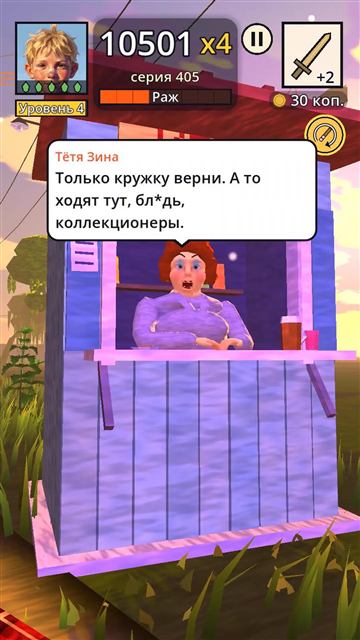 10501 x4
серия 405
Раж
Уровень 4
+2
30 коп.
Тётя Зина
Только кружку верни. А то
ходят тут, бл*дь,
коллекционеры.